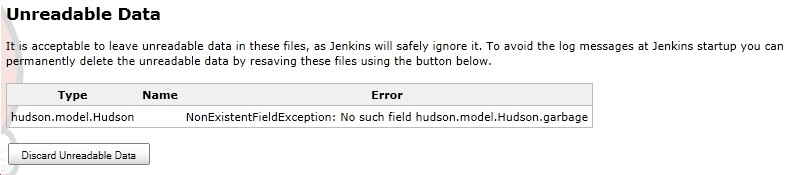 Unreadable Data
It is acceptable to leave unreadable data in these files, as Jenkins will safely ignore it. To avoid the log messages at Jenkins startup you can
permanently delete the unreadable data by resaving these files using the button below.
Type Name Error
hudson.model.Hudson NonExistentFieldException: No such field hudson.model.Hudson.garbage
Discard Unreadable Data